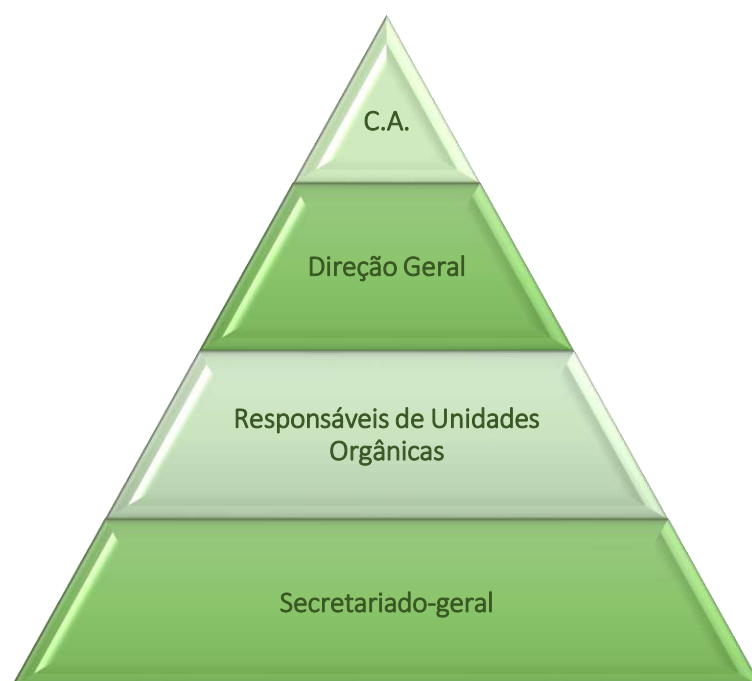 C.A.
Direção Geral
Responsáveis de Unidades
Orgânicas
Secretariado-geral